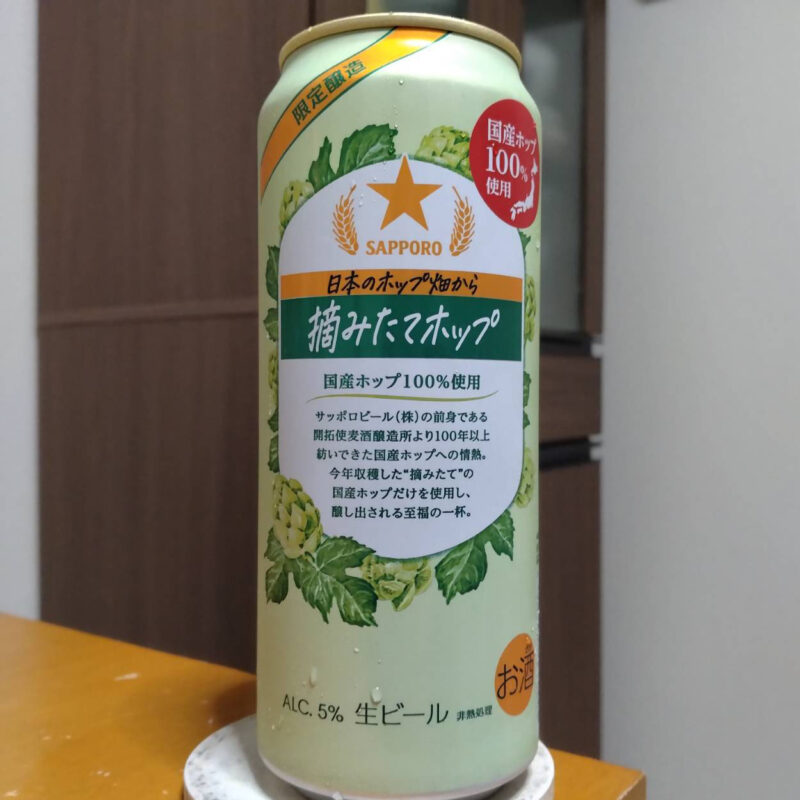 限定醸造
国産ホップ
100%
使用
SAPPORO
日本のホップ畑から
摘みたてホップ
国産ホップ100%使用
サッポロビール(株)の前身である
開拓使麦酒醸造所より100年以上
紡いできた国産ホップへの情熱。
今年収穫した“摘みたて”の
国産ホップだけを使用し、
醸し出される至福の一杯。
お酒
ALC. 5% 生ビール 非熱処理